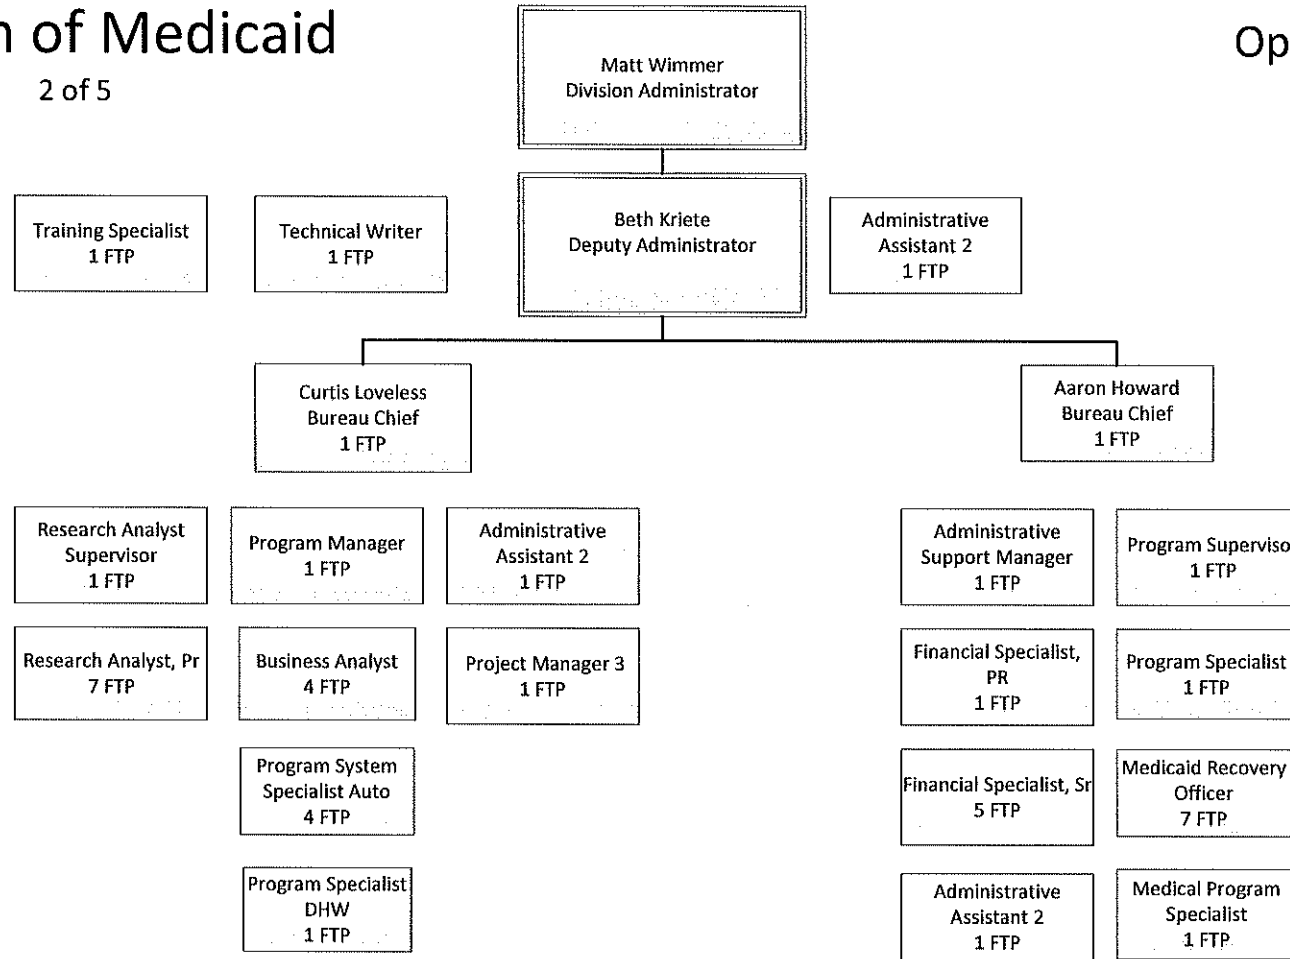 n of Medicaid
2 of 5
Op
Matt Wimmer
Division Administrator
Training Specialist
1 FTP
Technical Writer
1 FTP
Beth Kriete
Deputy Administrator
Administrative
Assistant 2
1 FTP
Curtis Loveless
Bureau Chief
1 FTP
Aaron Howard
Bureau Chief
1 FTP
Research Analyst
Supervisor
1 FTP
Program Manager
1 FTP
Administrative
Assistant 2
1 FTP
Administrative
Support Manager
1 FTP
Program Superviso
1 FTP
Research Analyst, Pr
7 FTP
Business Analyst
4 FTP
Project Manager 3
1 FTP
Financial Specialist,
PR
1 FTP
Program Specialist
1 FTP
Program System
Specialist Auto
4 FTP
Financial Specialist, Sr
5 FTP
Medicaid Recovery
Officer
7 FTP
Program Specialist
DHW
1 FTP
Administrative
Assistant 2
1 FTP
Medical Program
Specialist
1 FTP